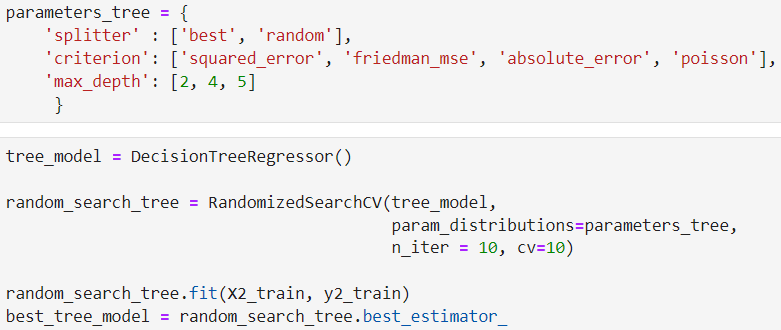 parameters_tree = {
    'splitter' : ['best', 'random'],
    'criterion': ['squared_error', 'friedman_mse', 'absolute_error', 'poisson'],
    'max_depth': [2, 4, 5]
     }
tree_model = DecisionTreeRegressor()
random_search_tree = RandomizedSearchCV(tree_model,
                                        param_distributions=parameters_tree,
                                        n_iter = 10, cv=10)
random_search_tree.fit(X2_train, y2_train)
best_tree_model = random_search_tree.best_estimator_